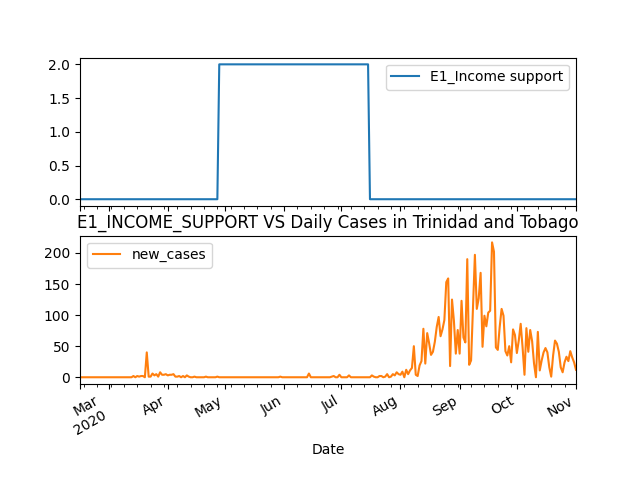 2.0
1.5
1.0
0.5
0.0
E1_Income support
E1_INCOME_SUPPORT VS Daily Cases in Trinidad and Tobago
200
150
100
50
0
new_cases
Mar
2020
Apr
May
Jun
Jul
Aug
Sep
Oct
Nov
Date